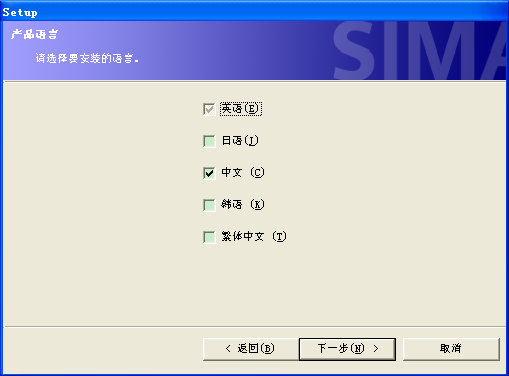 Setup
产品语言
请选择要安装的语言。
SIMA
英语(E)
日语(J)
中文 (C)
韩语 (K)
繁体中文 (T)
< 返回(B)
下一步(N) >
取消